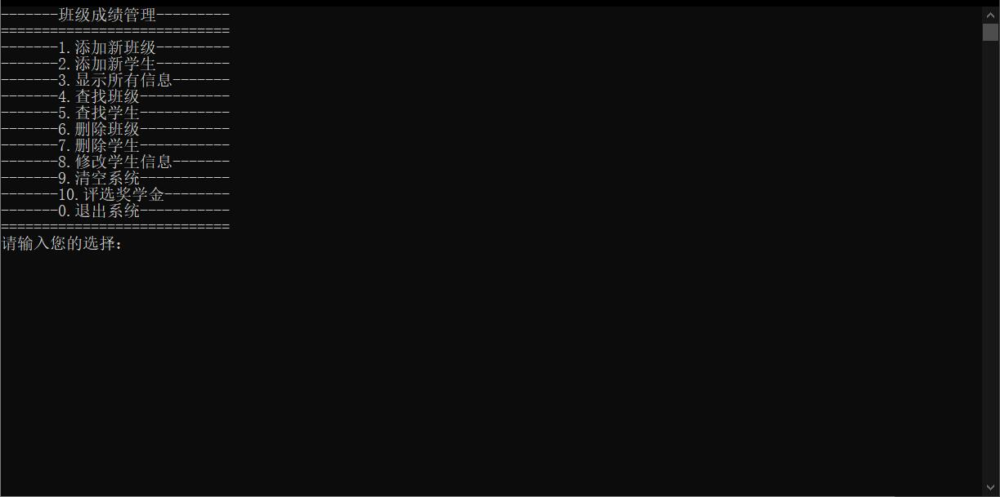 -------班级成绩管理---------
============================
-------1.添加新班级---------
-------2.添加新学生---------
-------3.显示所有信息-------
-------4.查找班级-----------
-------5.查找学生-----------
-------6.删除班级-----------
-------7.删除学生-----------
-------8.修改学生信息-------
-------9.清空系统-----------
-------10.评选奖学金--------
-------0.退出系统-----------
============================
请输入您的选择: